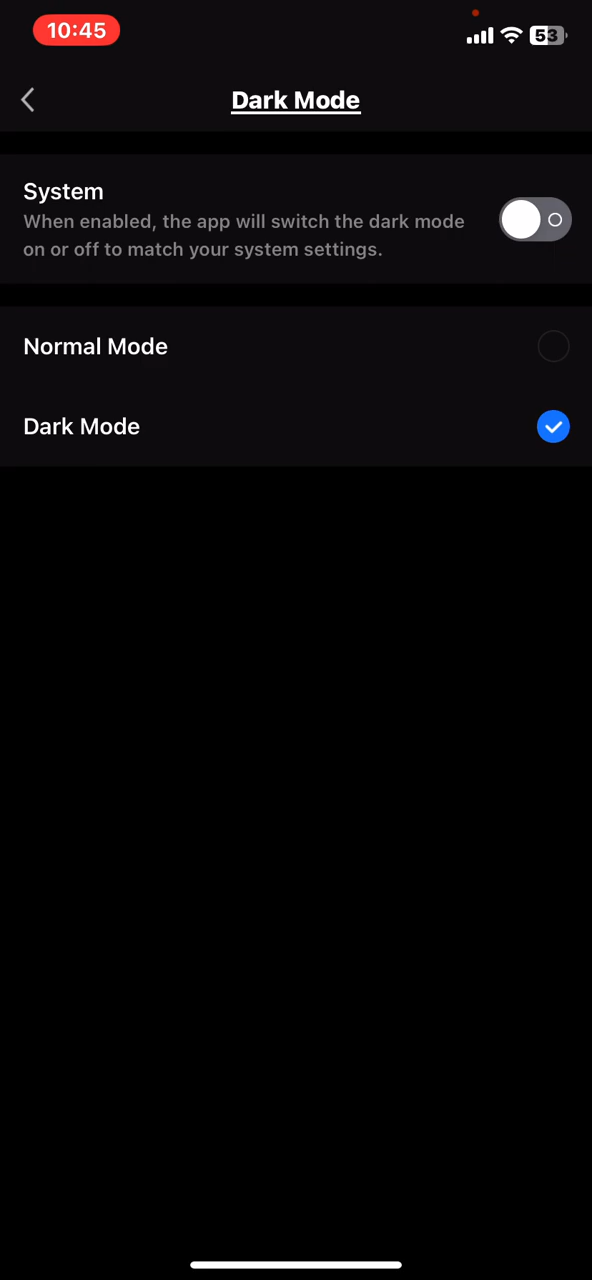 10:45
53
Dark Mode
System
When enabled, the app will switch the dark mode
on or off to match your system settings.
Normal Mode
Dark Mode